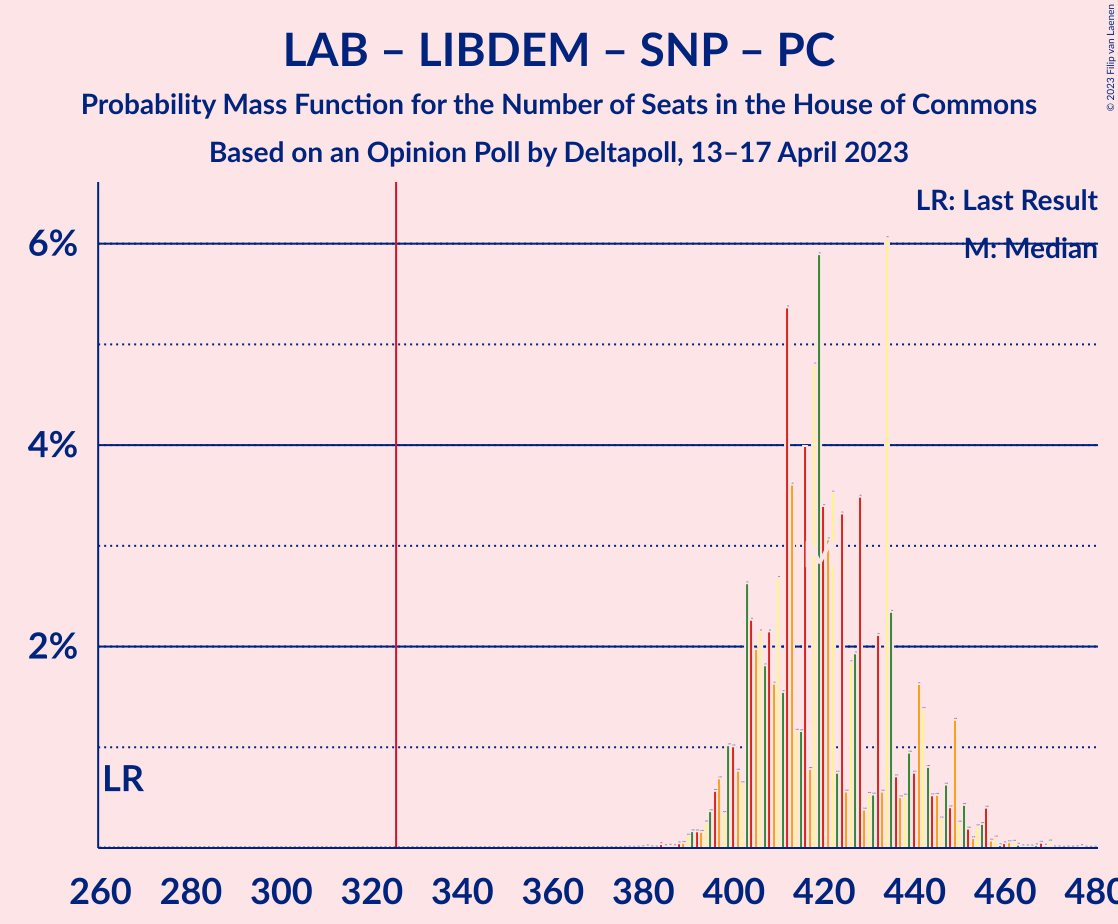 LAB – LIBDEM – SNP – PC
Probability Mass Function for the Number of Seats in the House of Commons
Based on an Opinion Poll by Deltapoll, 13–17 April 2023
© 2023 Filip van Laenen
LR: Last Result
M: Median
6%
4%
2%
LR
M
260 280 300 320 340 360 380 400 420 440 460 480